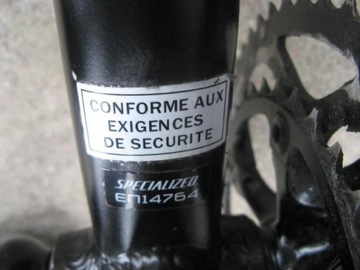 CONFORME AUX
EXIGENCES
DE SECURITE
SPECIALIZED
EN14764